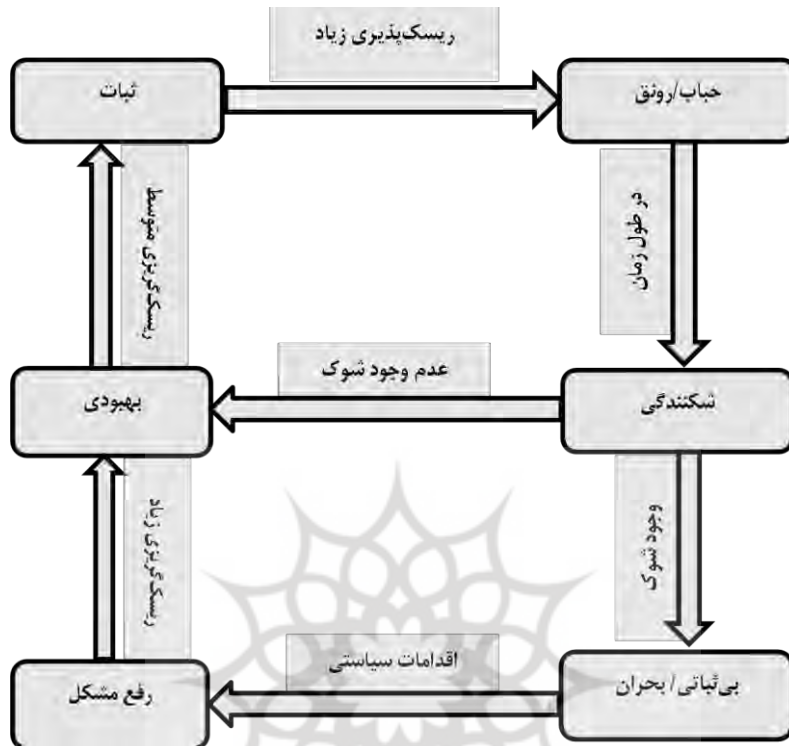 ریسک‌پذیری زیاد
حباب/رونق
ثبات
در طول زمان
ریسک‌گریزی متوسط
عدم وجود شوک
شکنندگی
بهبودی
وجود شوک
ریسک‌گریزی زیاد
اقدامات سیاستی
بی‌ثباتی/ بحران
رفع مشکل